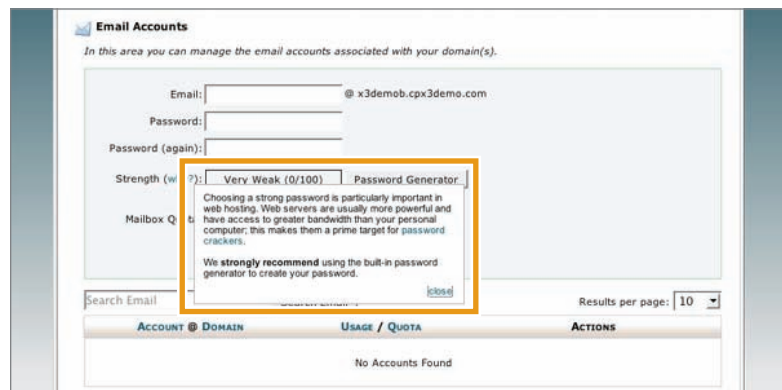 Email Accounts
In this area you can manage the email accounts associated with your domain(s).
Email: @ x3demob.cpx3demo.com
Password:
Password (again):
Strength (
?): Very Weak (0/100) Password Generator
Choosing a strong password is particularly important in
web hosting. Web servers are usually more powerful and
have access to greater bandwidth than your personal
computer; this makes them a prime target for password
crackers.
Mailbox
We strongly recommend using the built-in password
generator to create your password.
close
Search Email
Results per page: 10
ACCOUNT @ DOMAIN USAGE / QUOTA ACTIONS
No Accounts Found